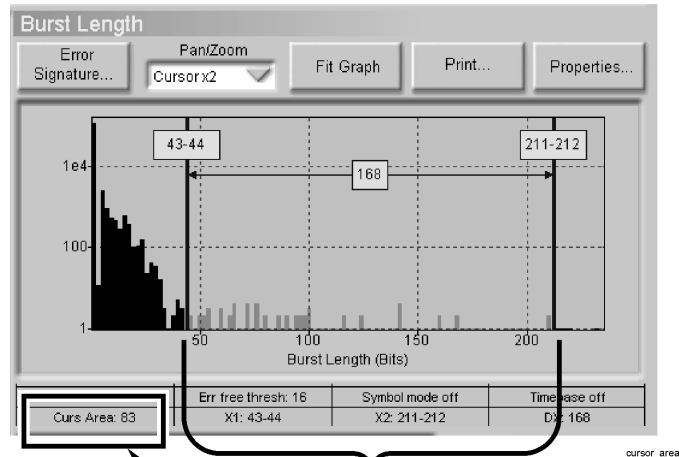 Burst Length
Error Signature...
Pan/Zoom
Cursor x2
Fit Graph
Print...
Properties...
43-44
211-212
168
1e4
100
1
50
100
150
200
Burst Length (Bits)
Err free thresh: 16
Symbol mode off
Timebase off
Curs Area: 83
X1: 43-44
X2: 211-212
DX: 168
cursor_area